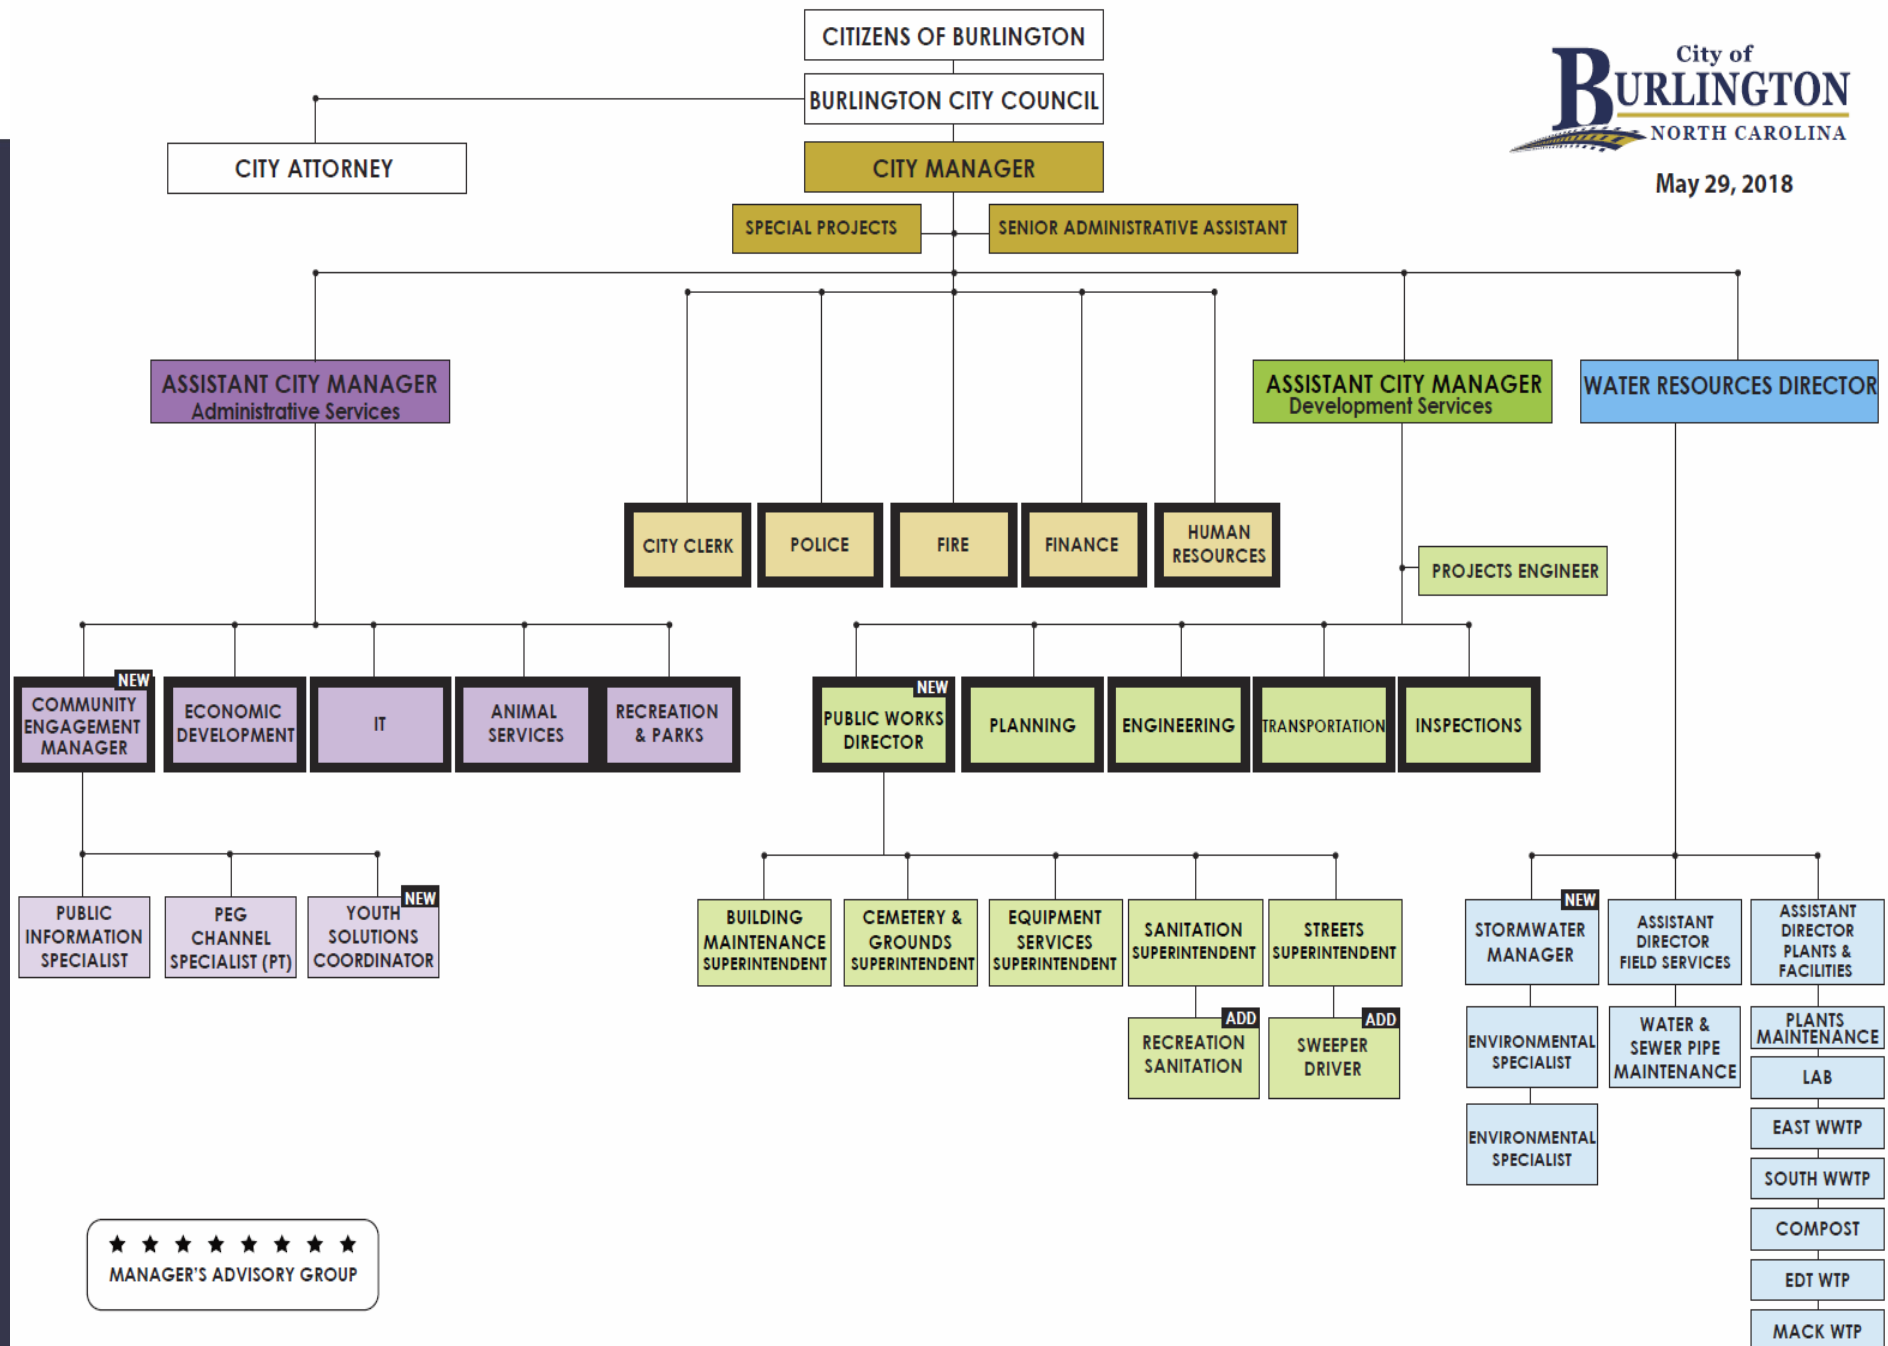 CITIZENS OF BURLINGTON
BURLINGTON CITY COUNCIL
City of
BURLINGTON
NORTH CAROLINA
May 29, 2018
CITY ATTORNEY
CITY MANAGER
SPECIAL PROJECTS
SENIOR ADMINISTRATIVE ASSISTANT
ASSISTANT CITY MANAGER
Administrative Services
ASSISTANT CITY MANAGER
Development Services
WATER RESOURCES DIRECTOR
CITY CLERK
POLICE
FIRE
FINANCE
HUMAN
RESOURCES
PROJECTS ENGINEER
NEW
COMMUNITY
ENGAGEMENT
MANAGER
ECONOMIC
DEVELOPMENT
IT
ANIMAL
SERVICES
RECREATION
& PARKS
NEW
PUBLIC WORKS
DIRECTOR
PLANNING
ENGINEERING
TRANSPORTATION
INSPECTIONS
PUBLIC
INFORMATION
SPECIALIST
PEG
CHANNEL
SPECIALIST (PT)
NEW
YOUTH
SOLUTIONS
COORDINATOR
BUILDING
MAINTENANCE
SUPERINTENDENT
CEMETERY &
GROUNDS
SUPERINTENDENT
EQUIPMENT
SERVICES
SUPERINTENDENT
SANITATION
SUPERINTENDENT
STREETS
SUPERINTENDENT
ADD
RECREATION
SANITATION
ADD
SWEEPER
DRIVER
NEW
STORMWATER
MANAGER
ASSISTANT
DIRECTOR
FIELD SERVICES
ASSISTANT
DIRECTOR
PLANTS &
FACILITIES
ENVIRONMENTAL
SPECIALIST
WATER &
SEWER PIPE
MAINTENANCE
PLANTS
MAINTENANCE
LAB
ENVIRONMENTAL
SPECIALIST
EAST WWTP
SOUTH WWTP
COMPOST
EDT WTP
MACK WTP
MANAGER'S ADVISORY GROUP